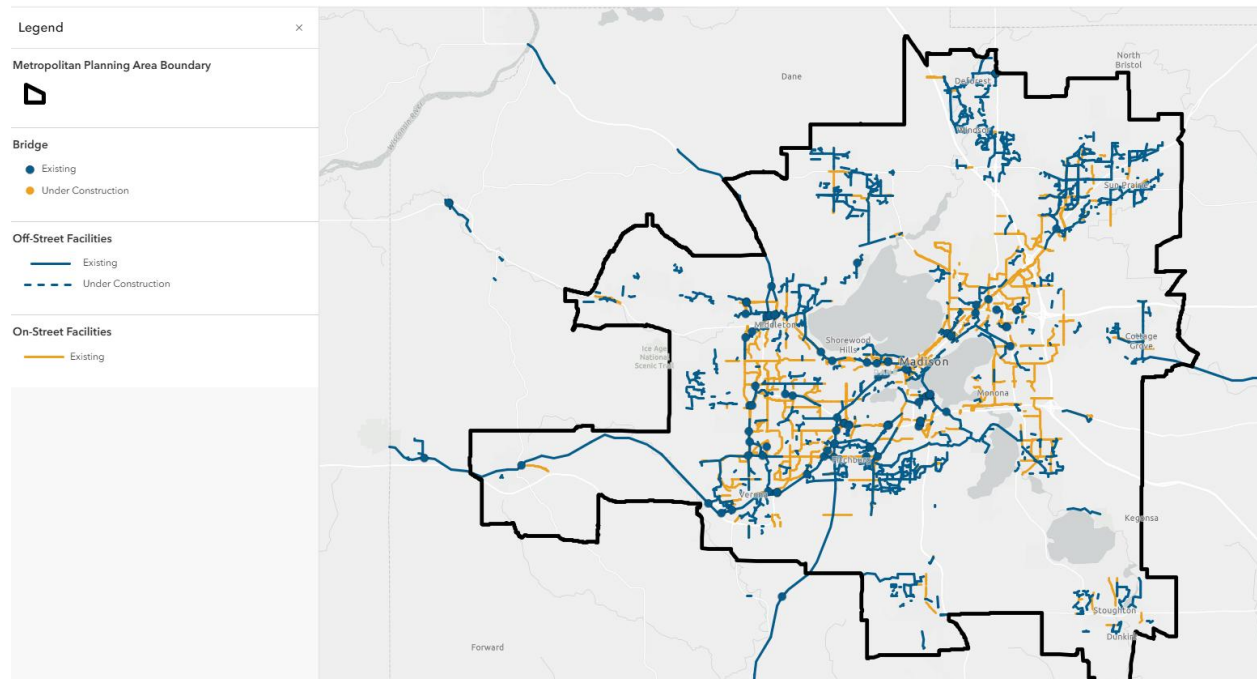 Legend
×
Metropolitan Planning Area Boundary
Bridge
Existing
Under Construction
Off-Street Facilities
Existing
Under Construction
On-Street Facilities
Existing
North
Bristol
Dane
Deforest
Windsor
Wisconsin River
Sun Prairie
Middleton
Shorewood
Hills
Cottage
Grove
Ice Age
National
Scenic Trail
Madison
Monona
Fitchburg
Verona
Kegonsa
Stoughton
Dunkirk
Forward